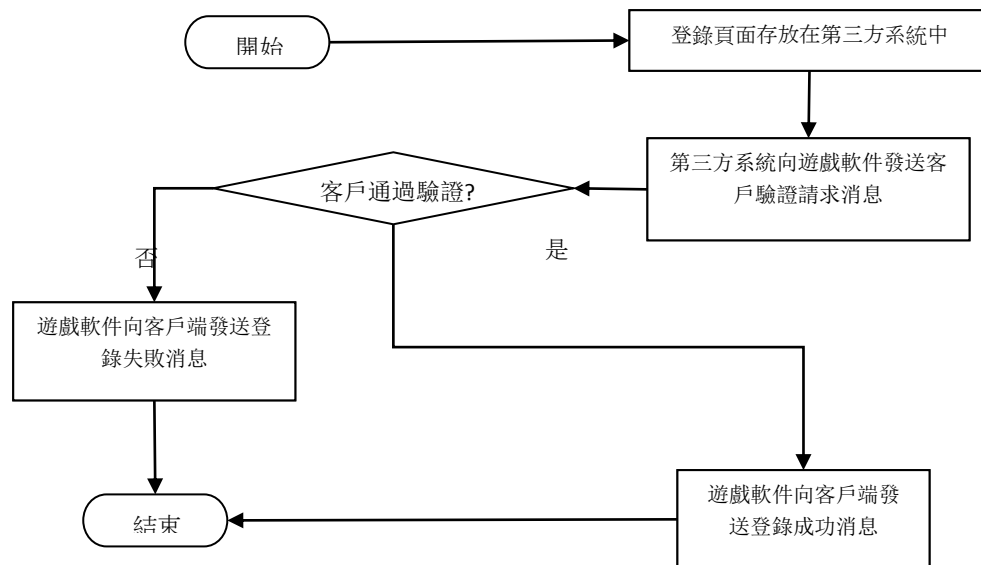 開始
登錄頁面存放在第三方系統中
第三方系統向遊戲軟件發送客
戶驗證請求消息
客戶通過驗證?
是
否
遊戲軟件向客戶端發送登
錄失敗消息
遊戲軟件向客戶端發
送登錄成功消息
結束